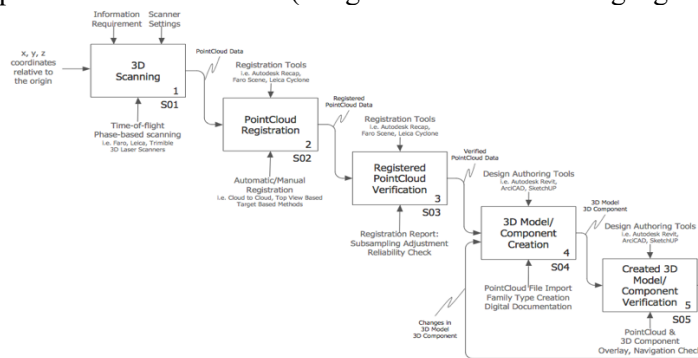 Information
Requirement
Scanner
Settings
x, y, z
coordinates
relative to
the origin
3D
Scanning
1
S01
PointCloud Data
Time-of-flight
Phase-based scanning
i.e. Faro, Leica, Trimible
3D Laser Scanners
Registration Tools
i.e. Autodesk Recap,
Faro Scene, Leica Cyclone
PointCloud
Registration
2
S02
Registered
PointCloud Data
Automatic/Manual
Registration
i.e. Cloud to Cloud, Top View Based
Target Based Methods
Registration Tools
i.e. Autodesk Recap,
Faro Scene, Leica Cyclone
Registered
PointCloud
Verification
3
S03
Verified
PointCloud Data
Registration Report:
Subsampling Adjustment
Reliability Check
Design Authoring Tools
i.e. Autodesk Revit,
ArciCAD, SketchUP
3D Model/
Component
Creation
4
S04
3D Model
3D Component
PointCloud File Import
Family Type Creation
Digital Documentation
Changes in
3D Model
3D Component
Design Authoring Tools
i.e. Autodesk Revit,
ArciCAD, SketchUP
Created 3D
Model/
Component
Verification
5
S05
PointCloud &
3D Component
Overlay, Navigation Check